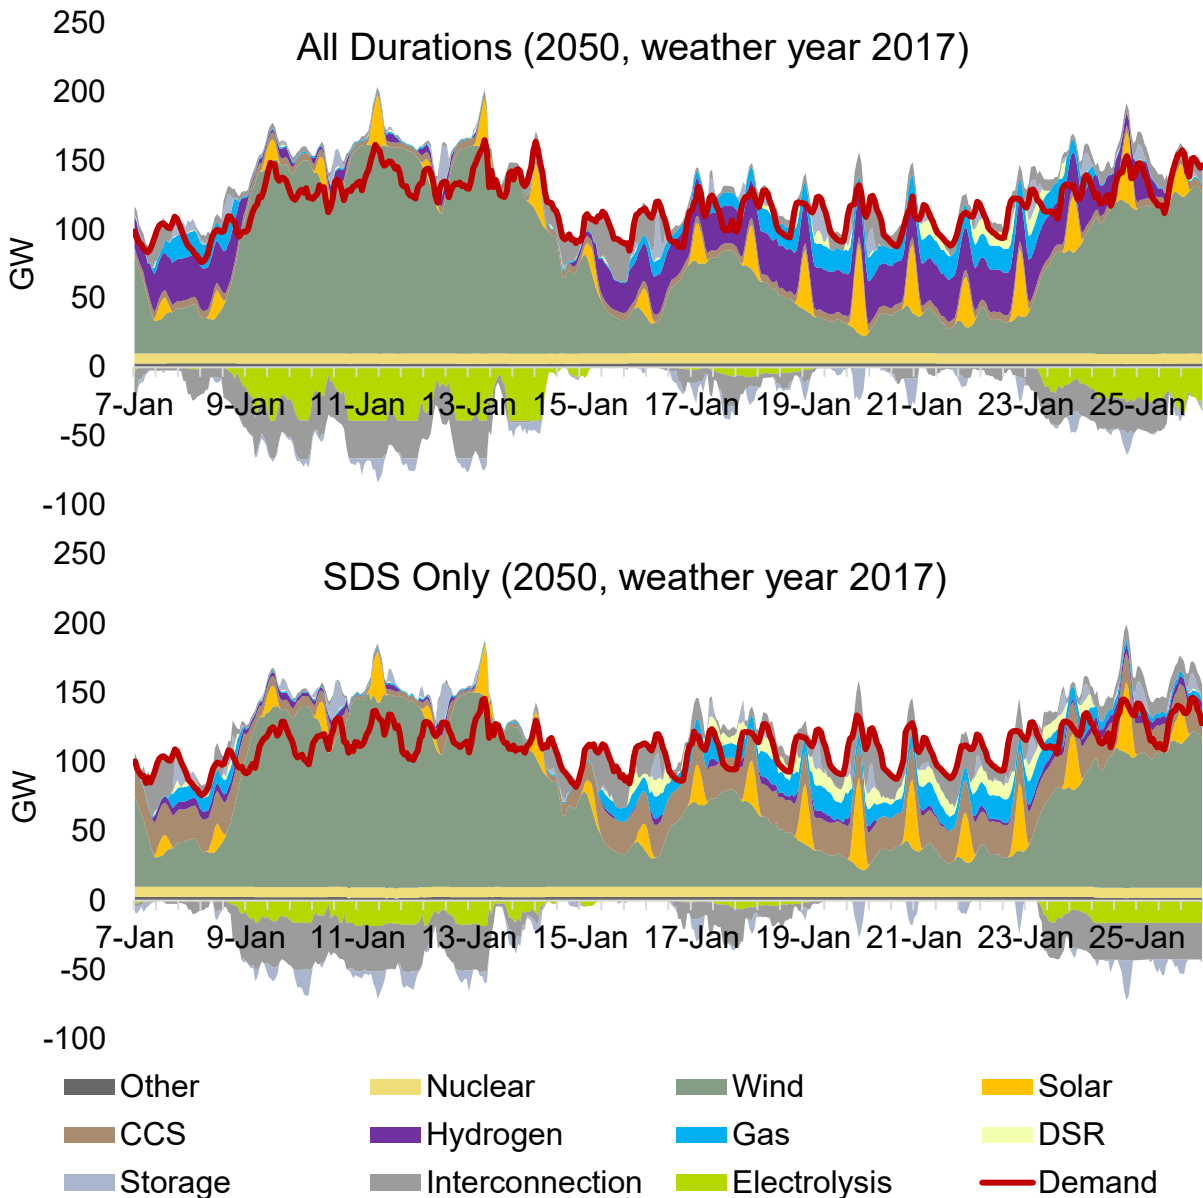 All Durations (2050, weather year 2017)
250
200
150
100
50
0
-50
-100
GW
7-Jan 9-Jan 11-Jan 13-Jan 15-Jan 17-Jan 19-Jan 21-Jan 23-Jan 25-Jan
SDS Only (2050, weather year 2017)
250
200
150
100
50
0
-50
-100
GW
7-Jan 9-Jan 11-Jan 13-Jan 15-Jan 17-Jan 19-Jan 21-Jan 23-Jan 25-Jan
Other Nuclear Wind Solar
CCS Hydrogen Gas DSR
Storage Interconnection Electrolysis Demand